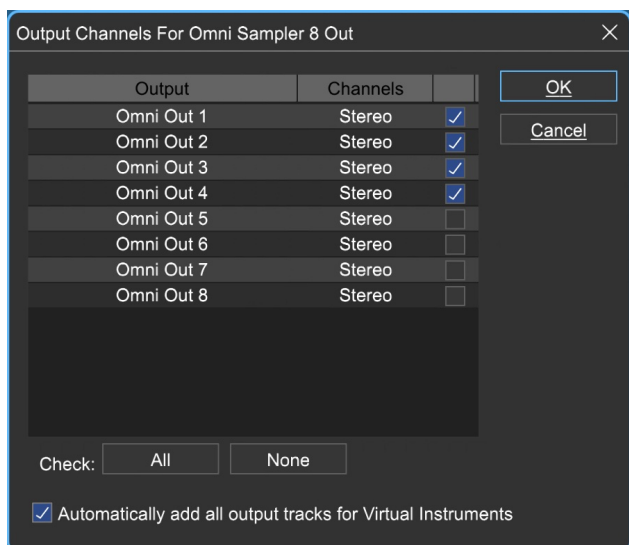 Output Channels For Omni Sampler 8 Out
Output Channels
Omni Out 1 Stereo
Omni Out 2 Stereo
Omni Out 3 Stereo
Omni Out 4 Stereo
Omni Out 5 Stereo
Omni Out 6 Stereo
Omni Out 7 Stereo
Omni Out 8 Stereo
OK
Cancel
Check: All None
Automatically add all output tracks for Virtual Instruments